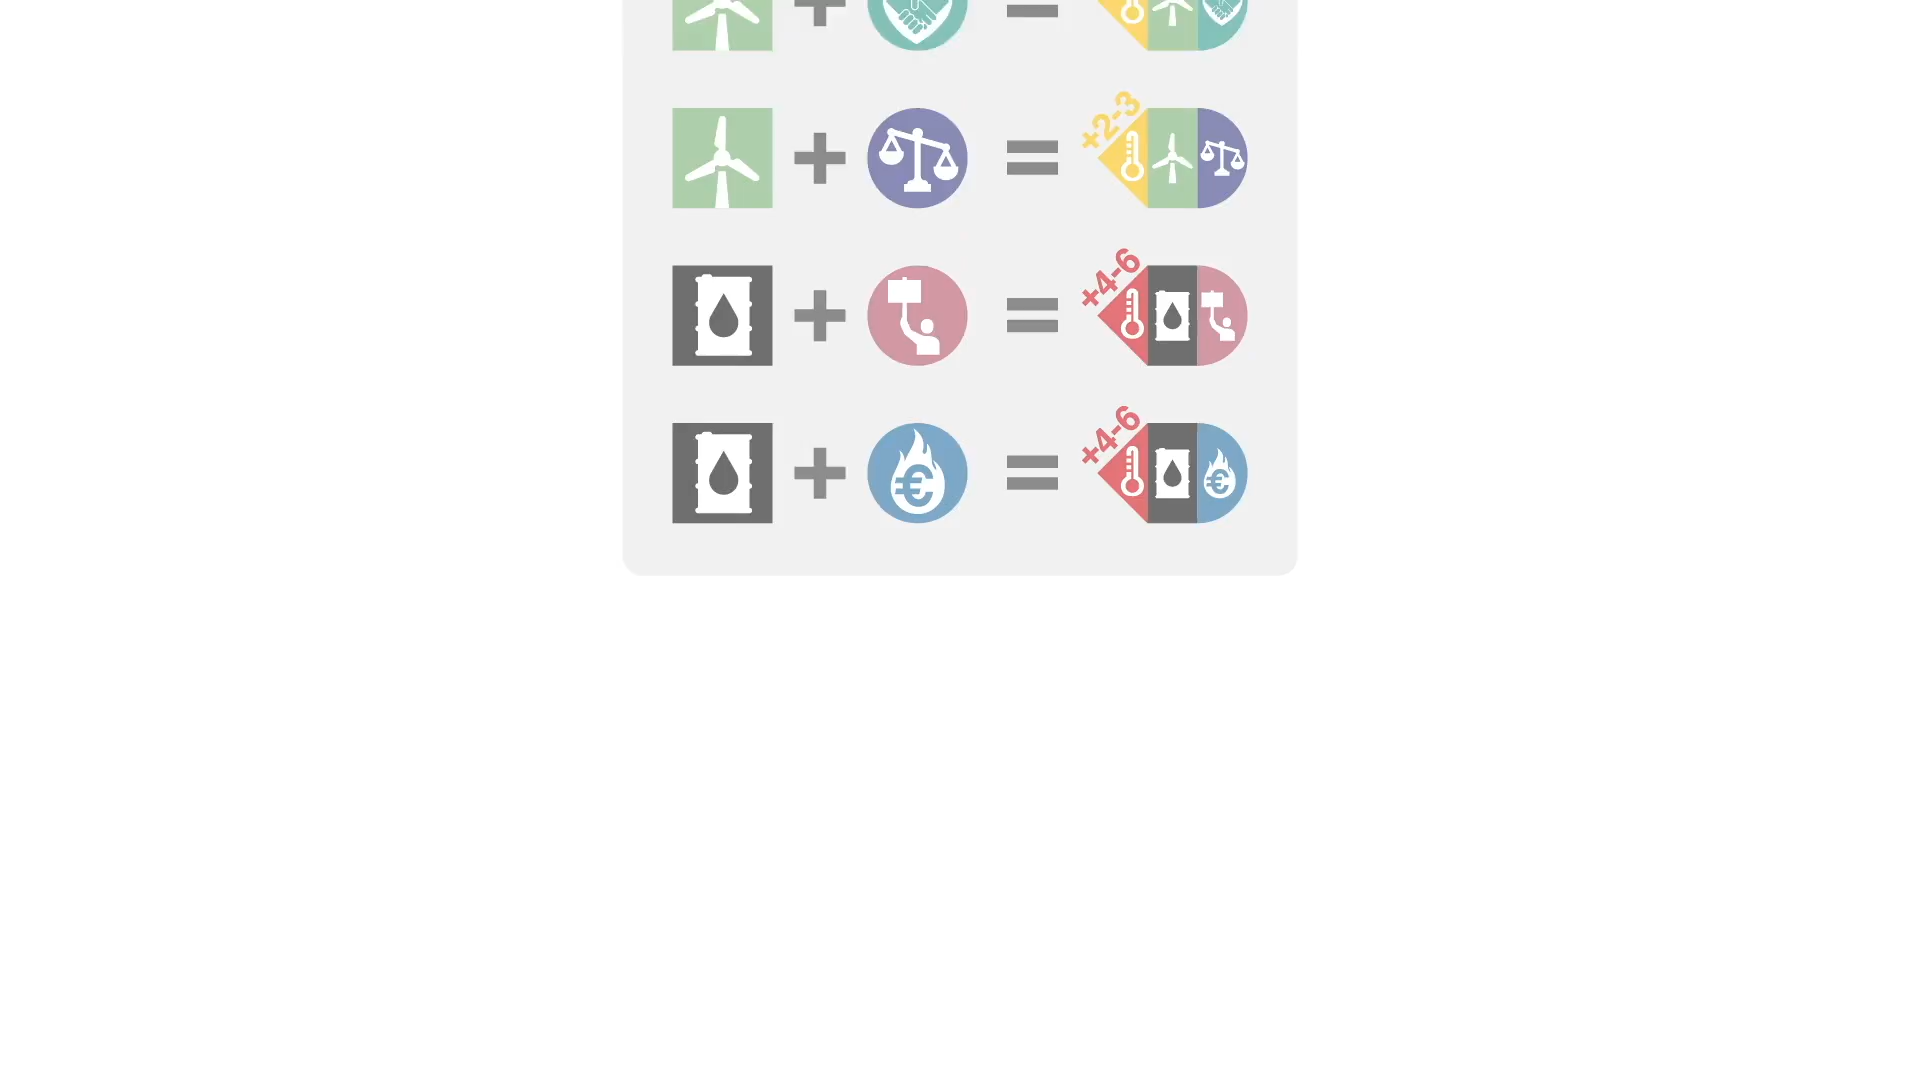 + =
+ = +2-3
+ = +4-6
+ € = +4-6 €